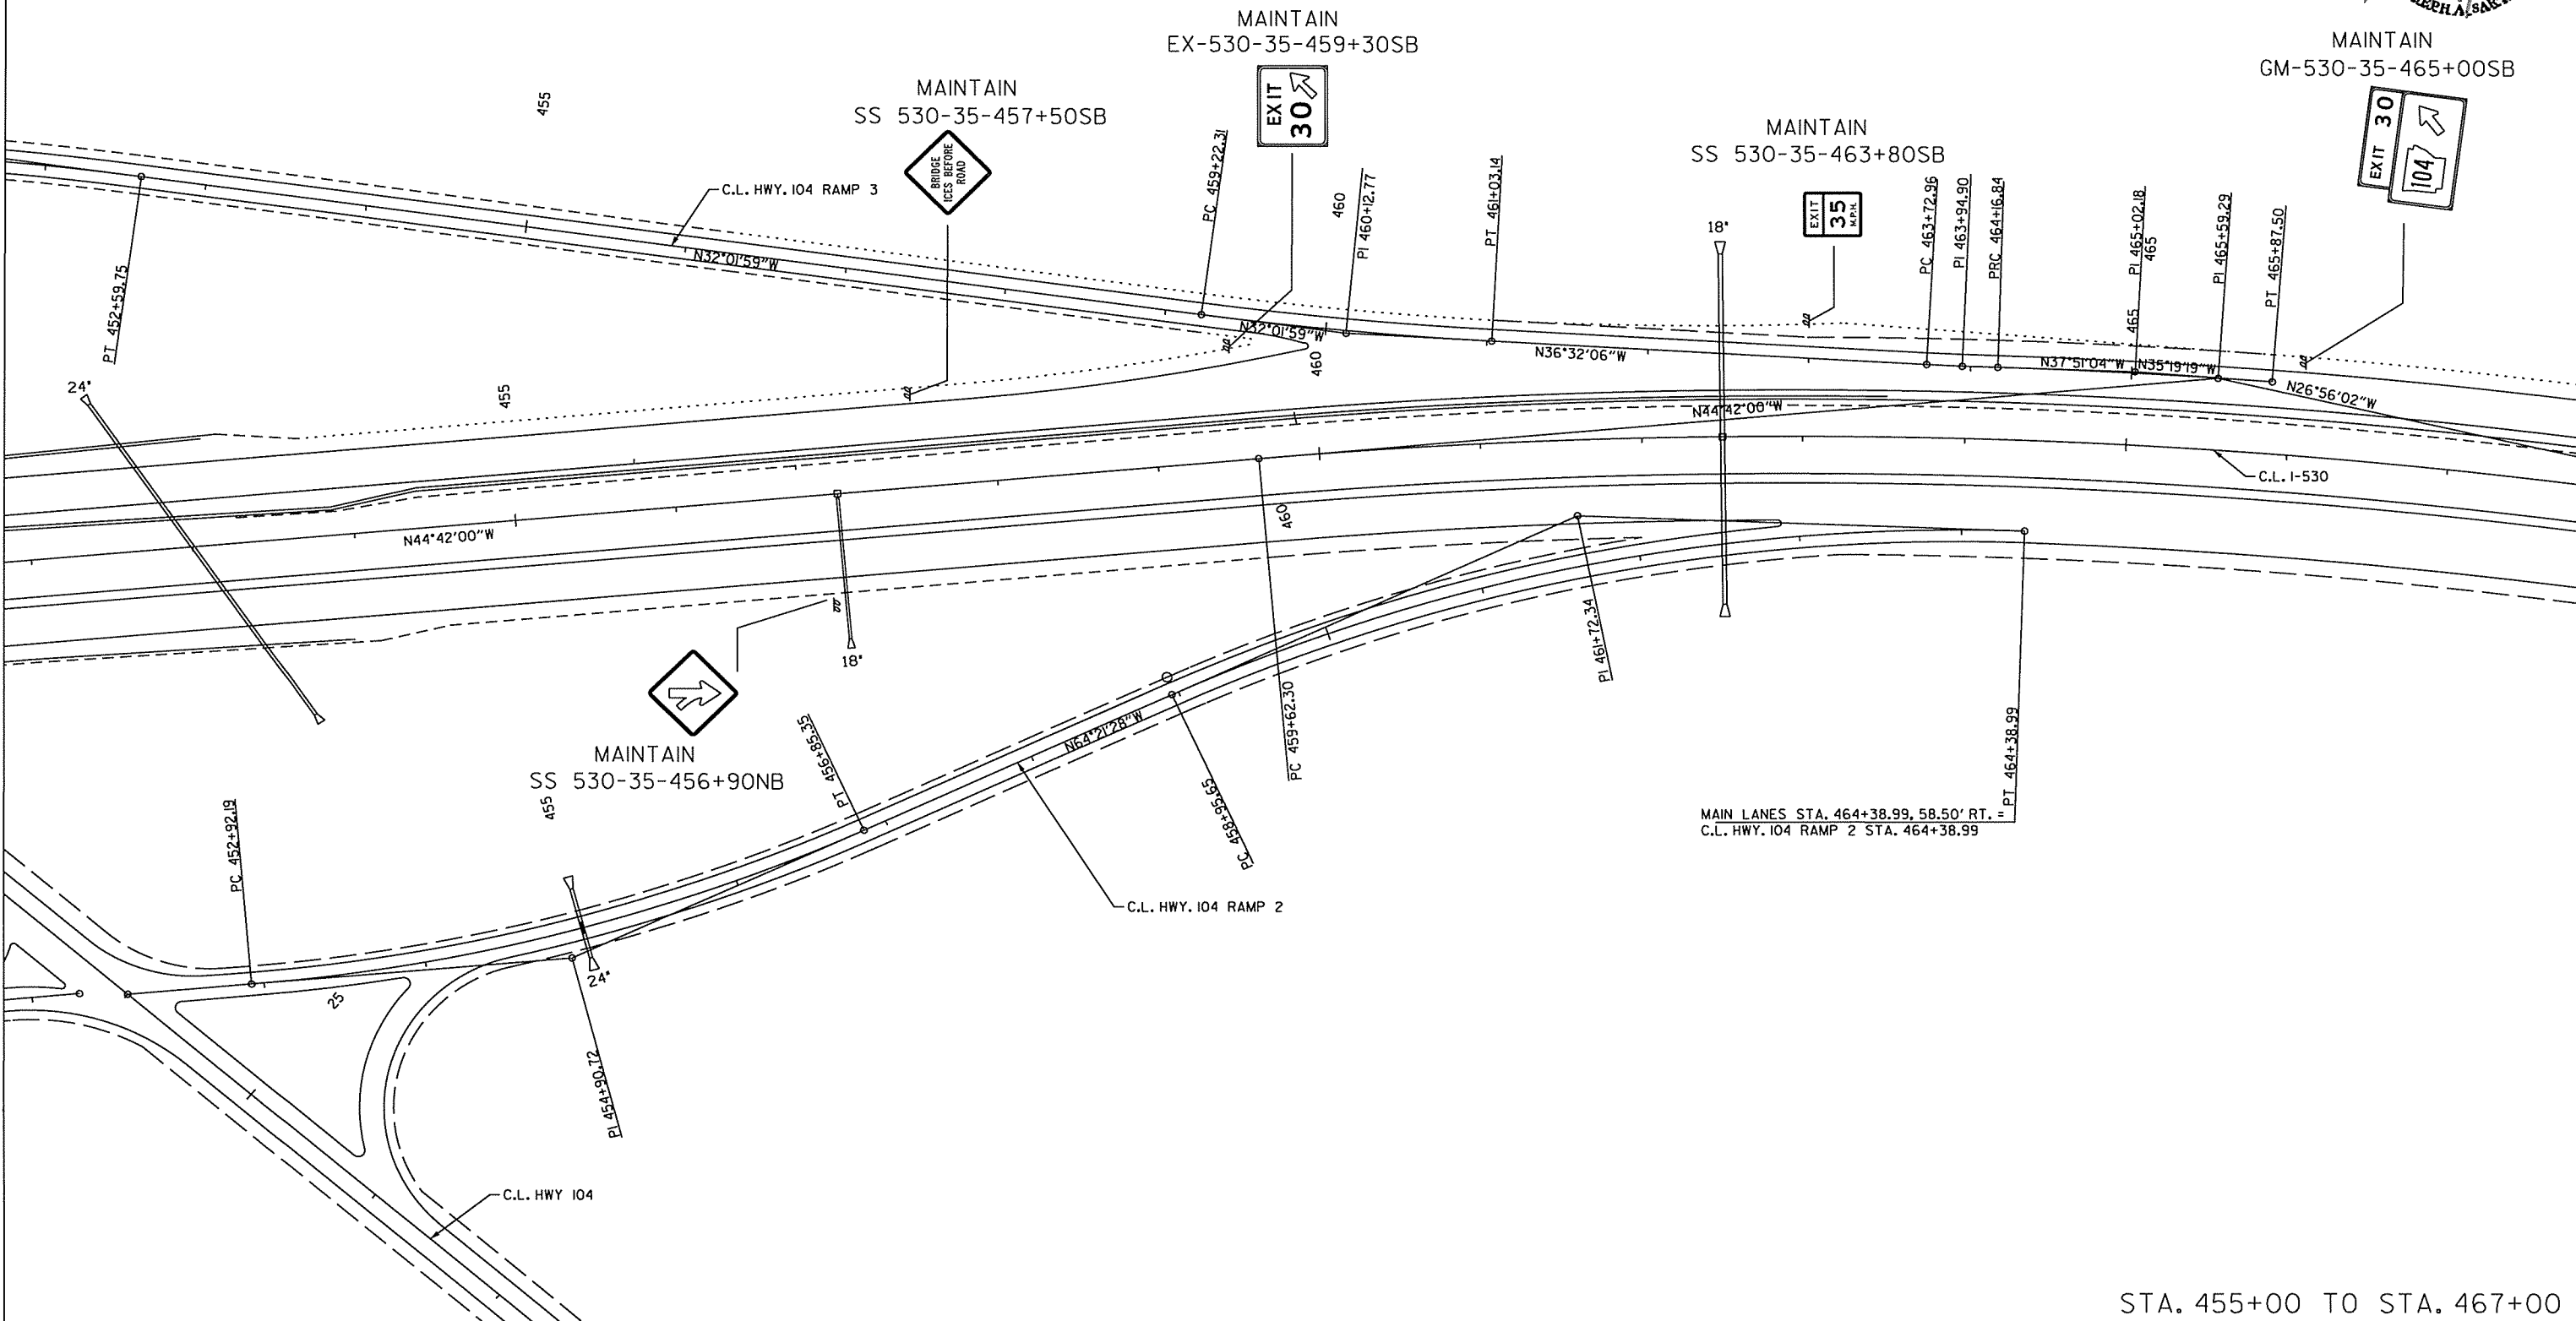 MAINTAIN
EX-530-35-459+30SB
EXIT
30
MAINTAIN
GM-530-35-465+00SB
EXIT 30
104
MAINTAIN
SS 530-35-457+50SB
BRIDGE
ICES BEFORE
ROAD
MAINTAIN
SS 530-35-463+80SB
EXIT
35
M.P.H.
455
C.L. HWY. 104 RAMP 3
N32°01'59"W
PT 452+59.75
PC 459+22.31
N32°01'59"W
460
PI 460+12.77
460
PT 461+03.14
N36°32'06"W
18"
PC 463+72.96
PI 463+94.90
PRC 464+16.84
N37°51'04"W
PI 465+02.18
465
465
N35°19'19"W
PI 465+59.29
PT 465+87.50
N26°56'02"W
24"
455
N44°42'00"W
N44°42'00"W
C.L. I-530
460
18"
PC 459+62.30
PI 461+72.34
PT 464+38.99
MAIN LANES STA. 464+38.99, 58.50' RT. =
C.L. HWY. 104 RAMP 2 STA. 464+38.99
MAINTAIN
SS 530-35-456+90NB
455
PT 456+85.35
N64°21'28"W
PC 458+95.65
C.L. HWY. 104 RAMP 2
PC 452+92.19
25
24"
PI 454+90.72
C.L. HWY 104
STA. 455+00 TO STA. 467+00